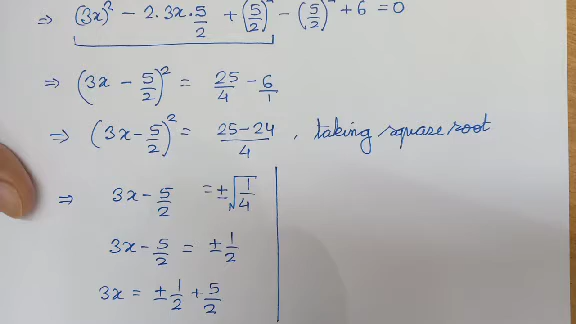 ⇒ (3x)² - 2.3x.5/2 + (5/2)² - (5/2)² + 6 = 0
⇒ (3x - 5/2)² = 25/4 - 6/1
⇒ (3x - 5/2)² = 25-24/4 , taking square root
⇒ 3x - 5/2 = ±√1/4
3x - 5/2 = ± 1/2
3x = ± 1/2 + 5/2